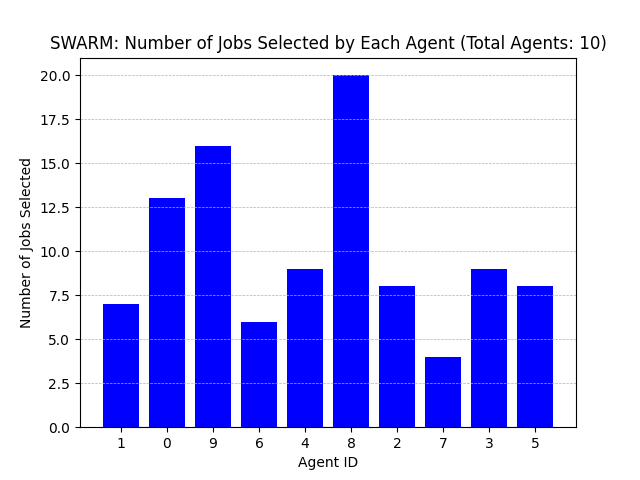 SWARM: Number of Jobs Selected by Each Agent (Total Agents: 10)
Number of Jobs Selected
20.0
17.5
15.0
12.5
10.0
7.5
5.0
2.5
0.0
1 0 9 6 4 8 2 7 3 5
Agent ID